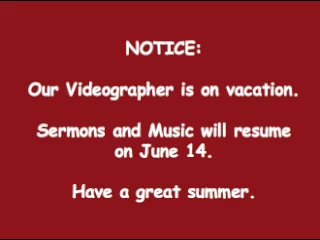 NOTICE:
Our Videographer is on vacation.
Sermons and Music will resume
on June 14.
Have a great summer.